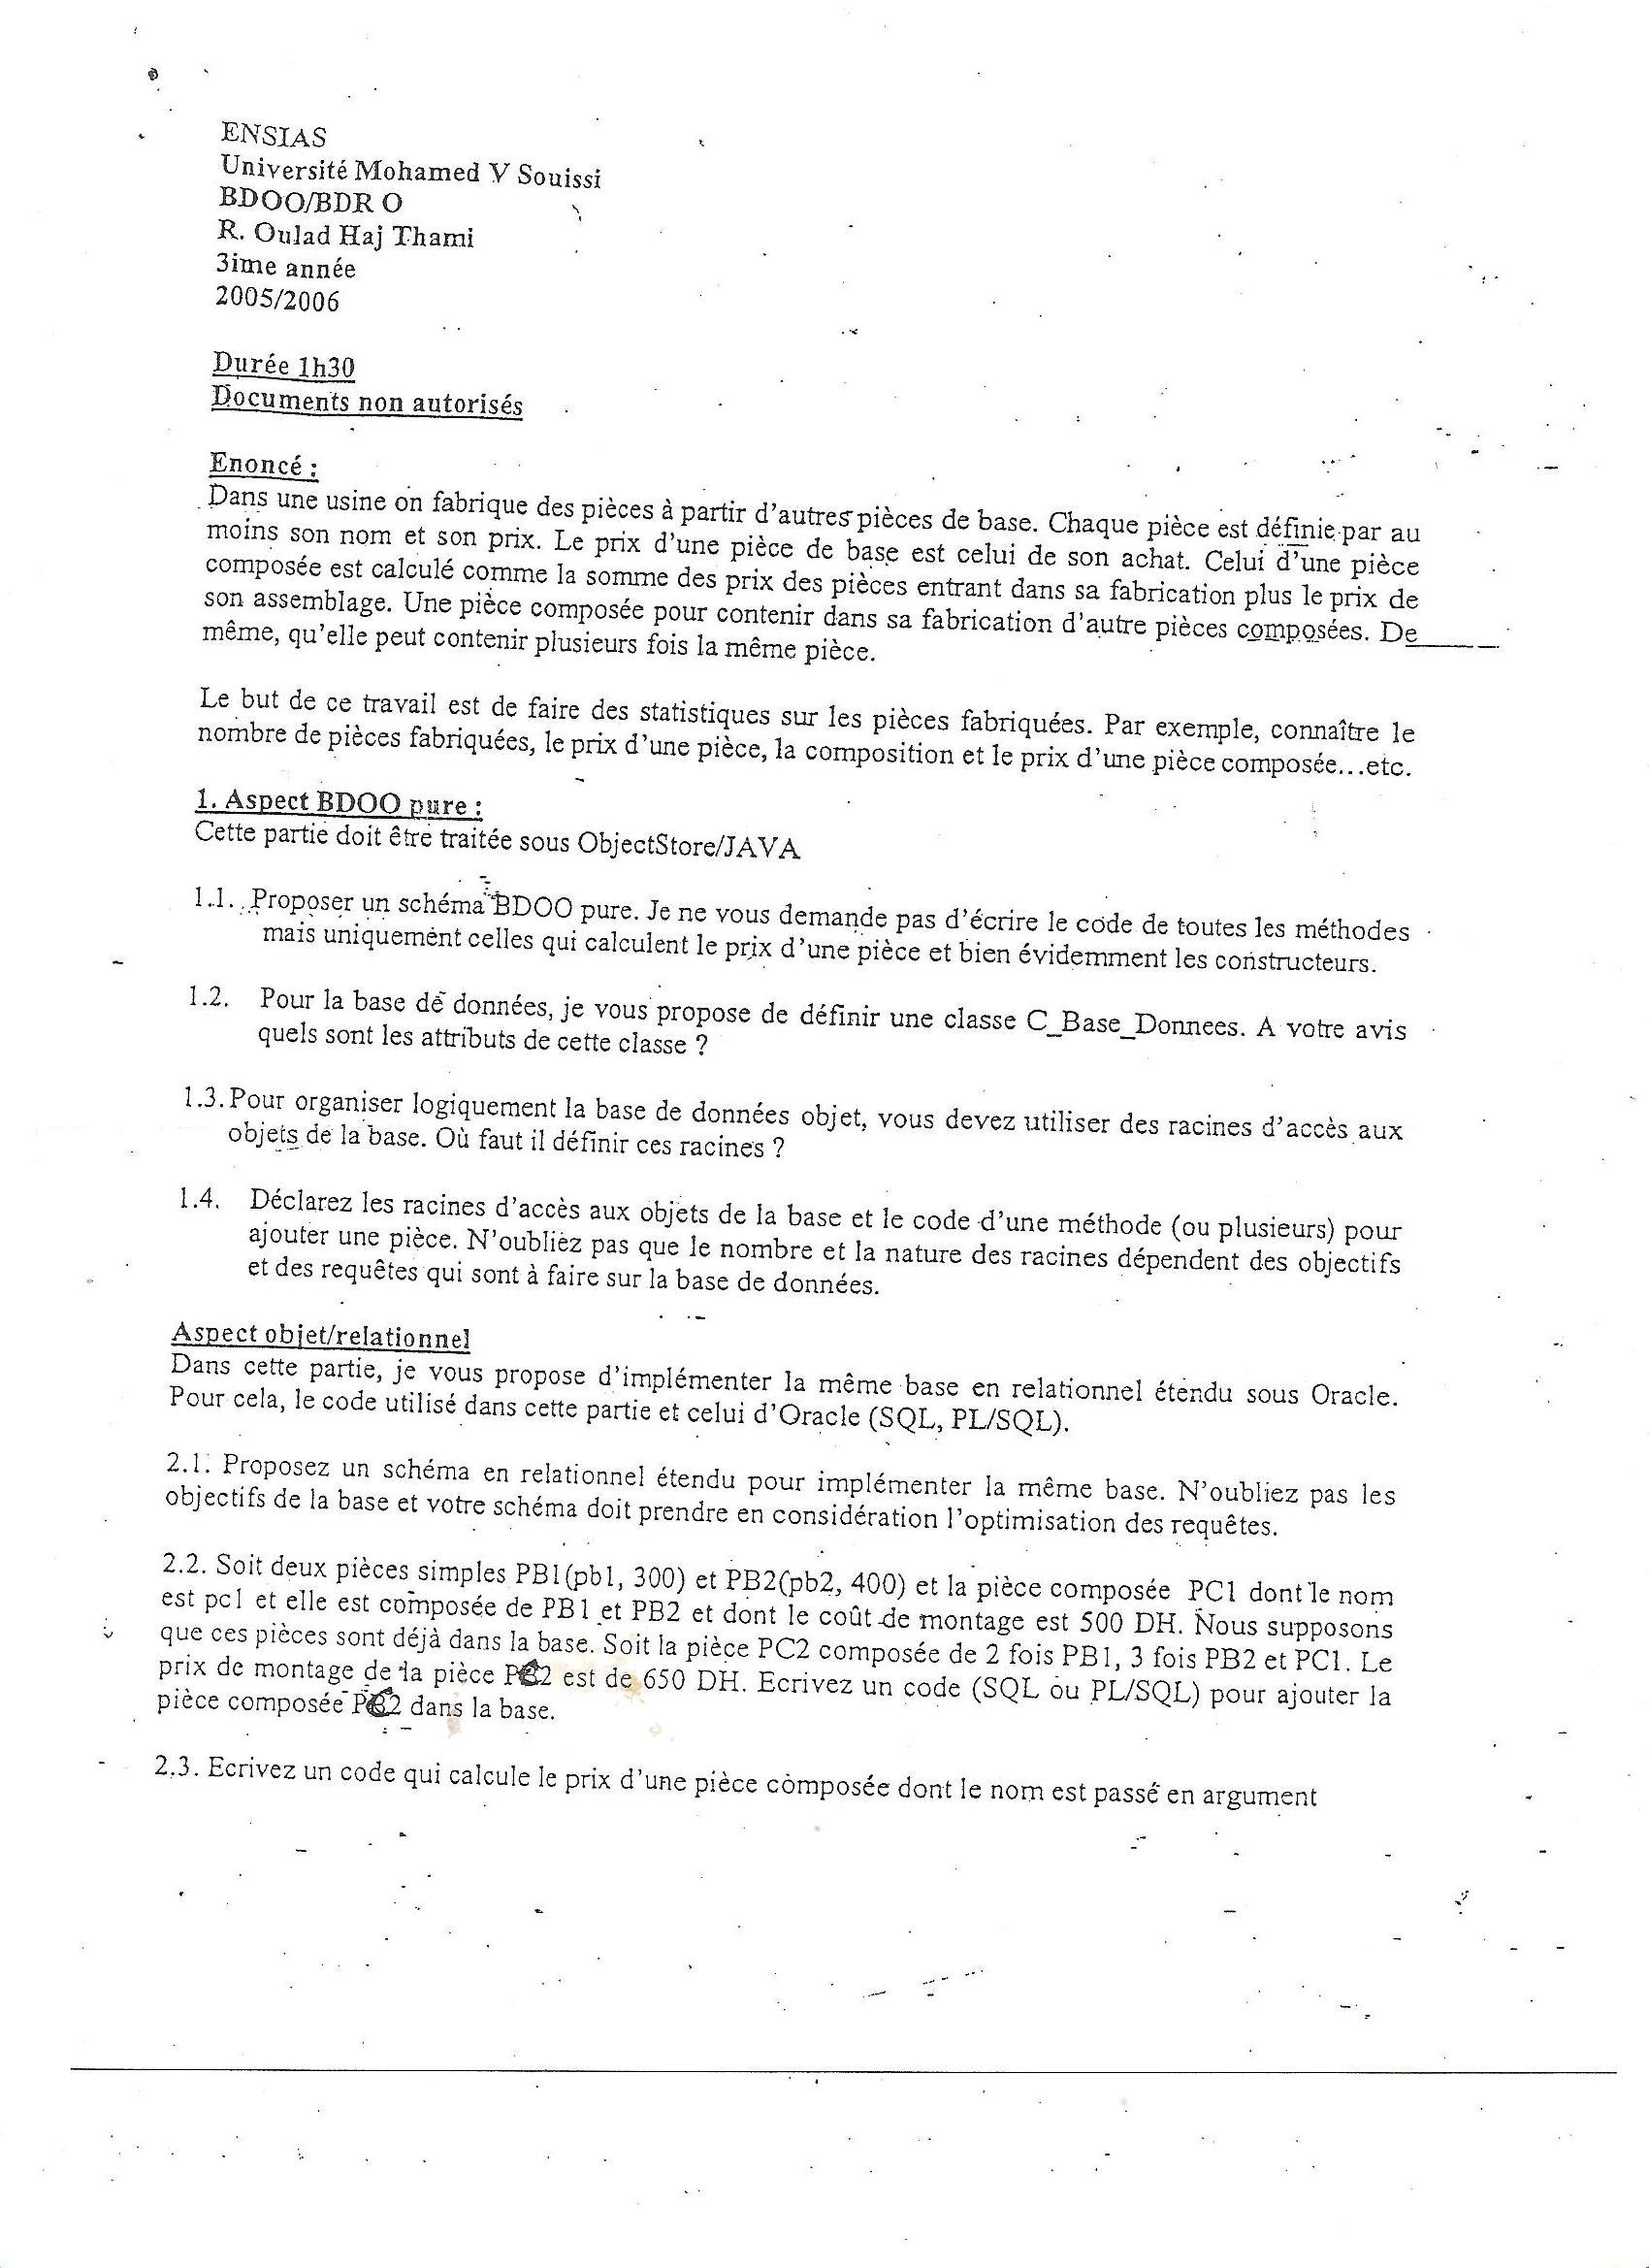 ENSIAS
Université Mohamed V Souissi
BDOO/BDR O
R. Oulad Haj Thami
3ime année
2005/2006
Durée 1h30
Documents non autorisés
Enoncé :
Dans une usine on fabrique des pièces à partir d'autres pièces de base. Chaque pièce est définie par au
moins son nom et son prix. Le prix d'une pièce de base est celui de son achat. Celui d'une pièce
composée est calculé comme la somme des prix des pièces entrant dans sa fabrication plus le prix de
son assemblage. Une pièce composée pour contenir dans sa fabrication d'autre pièces composées. De
même, qu'elle peut contenir plusieurs fois la même pièce.
Le but de ce travail est de faire des statistiques sur les pièces fabriquées. Par exemple, connaître le
nombre de pièces fabriquées, le prix d'une pièce, la composition et le prix d'une pièce composée...etc.
1. Aspect BDOO pure :
Cette partie doit être traitée sous ObjectStore/JAVA
1.1. Proposer un schéma BDOO pure. Je ne vous demande pas d'écrire le code de toutes les méthodes
mais uniquement celles qui calculent le prix d'une pièce et bien évidemment les constructeurs.
1.2. Pour la base de données, je vous propose de définir une classe C_Base_Donnees. A votre avis
quels sont les attributs de cette classe ?
1.3. Pour organiser logiquement la base de données objet, vous devez utiliser des racines d'accès aux
objets de la base. Où faut il définir ces racines ?
1.4. Déclarez les racines d'accès aux objets de la base et le code d'une méthode (ou plusieurs) pour
ajouter une pièce. N'oubliez pas que le nombre et la nature des racines dépendent des objectifs
et des requêtes qui sont à faire sur la base de données.
Aspect objet/relationnel
Dans cette partie, je vous propose d'implémenter la même base en relationnel étendu sous Oracle.
Pour cela, le code utilisé dans cette partie et celui d'Oracle (SQL, PL/SQL).
2.1. Proposez un schéma en relationnel étendu pour implémenter la même base. N'oubliez pas les
objectifs de la base et votre schéma doit prendre en considération l'optimisation des requêtes.
2.2. Soit deux pièces simples PB1(pb1, 300) et PB2(pb2, 400) et la pièce composée PC1 dont le nom
est pc1 et elle est composée de PB1 et PB2 et dont le coût de montage est 500 DH. Nous supposons
que ces pièces sont déjà dans la base. Soit la pièce PC2 composée de 2 fois PB1, 3 fois PB2 et PC1. Le
prix de montage de la pièce PC2 est de 650 DH. Ecrivez un code (SQL ou PL/SQL) pour ajouter la
pièce composée PC2 dans la base.
2.3. Ecrivez un code qui calcule le prix d'une pièce composée dont le nom est passé en argument